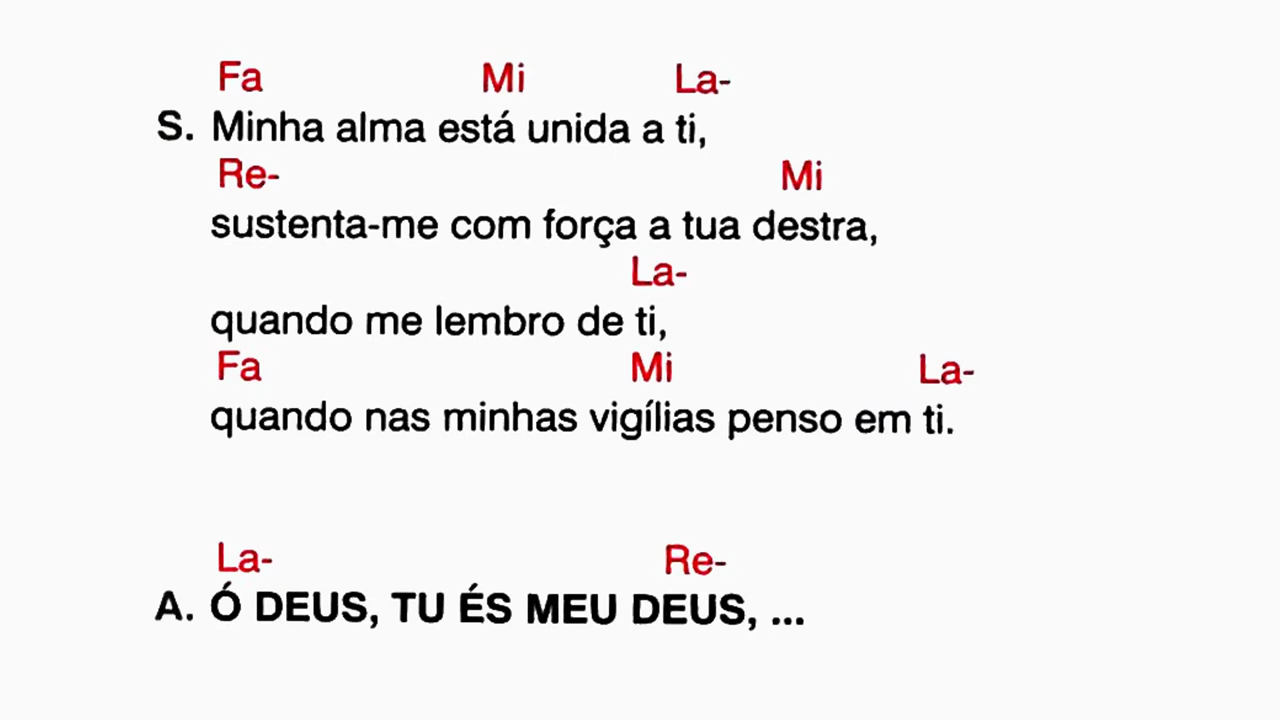 Fa Mi La-
S. Minha alma está unida a ti,
Re- Mi
sustenta-me com força a tua destra,
La-
quando me lembro de ti,
Fa Mi La-
quando nas minhas vigílias penso em ti.
La- Re-
A. Ó DEUS, TU ÉS MEU DEUS, ...